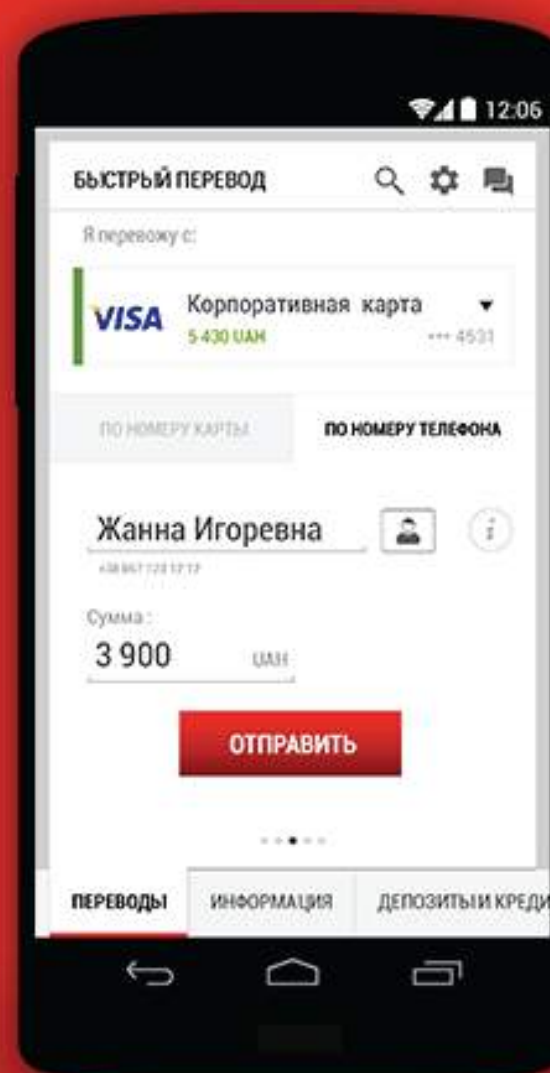 12:06
БЫСТРЫЙ ПЕРЕВОД
Я перевожу с:
VISA Корпоративная карта
5 430 UAH •••• 4531
ПО НОМЕРУ КАРТЫ ПО НОМЕРУ ТЕЛЕФОНА
Жанна Игоревна
Сумма :
3 900 UAH
ОТПРАВИТЬ
ПЕРЕВОДЫ ИНФОРМАЦИЯ ДЕПОЗИТЫ И КРЕДИ